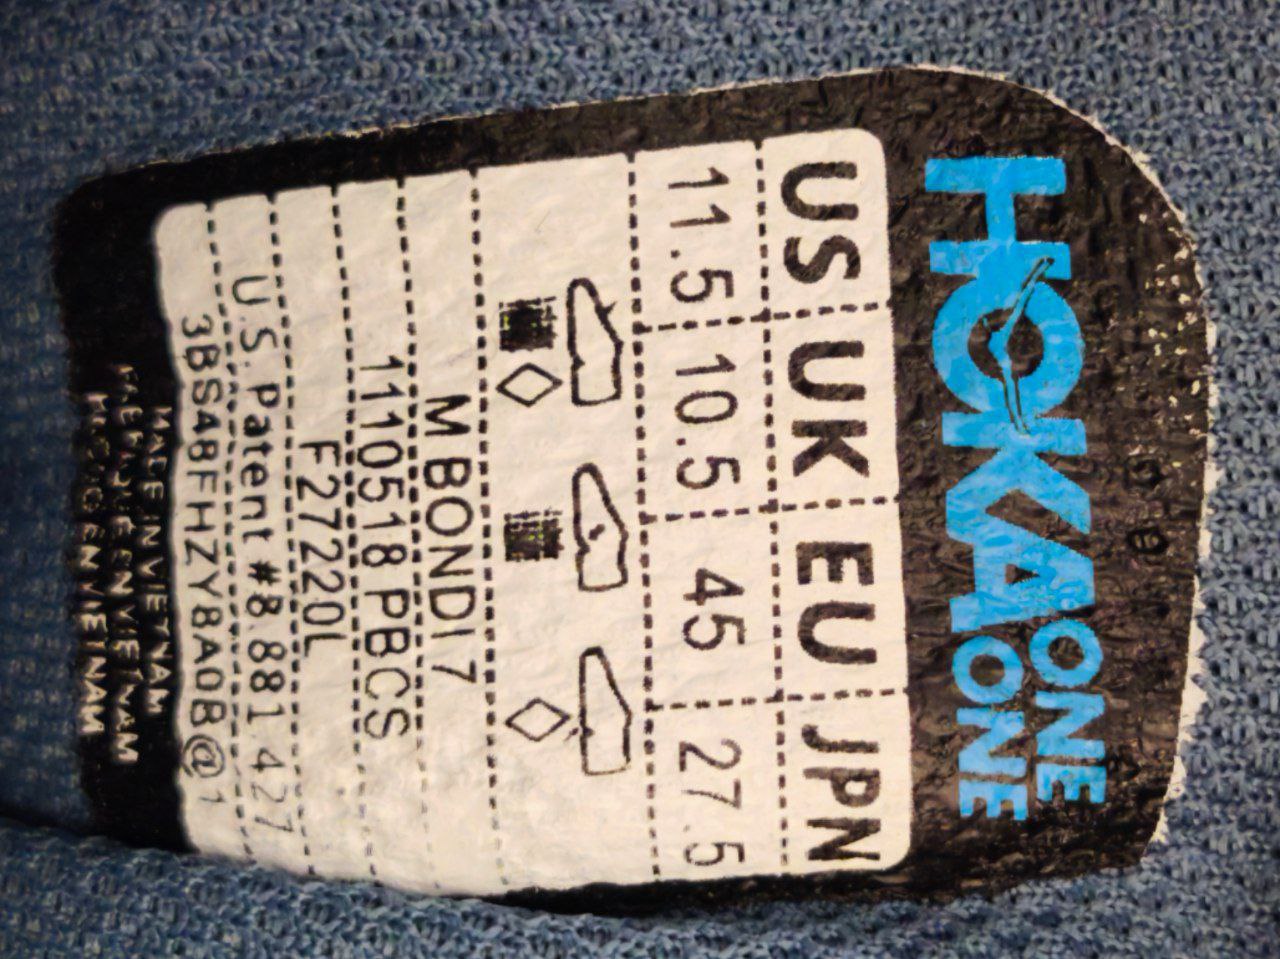 HOKA ONE ONE
US UK EU JPN
11.5 10.5 45 27.5
M BONDI 7
1110518 PBCS
F27220L
U.S. Patent #8 881 427
3BS48FHZY8A0B@1
MADE IN VIETNAM